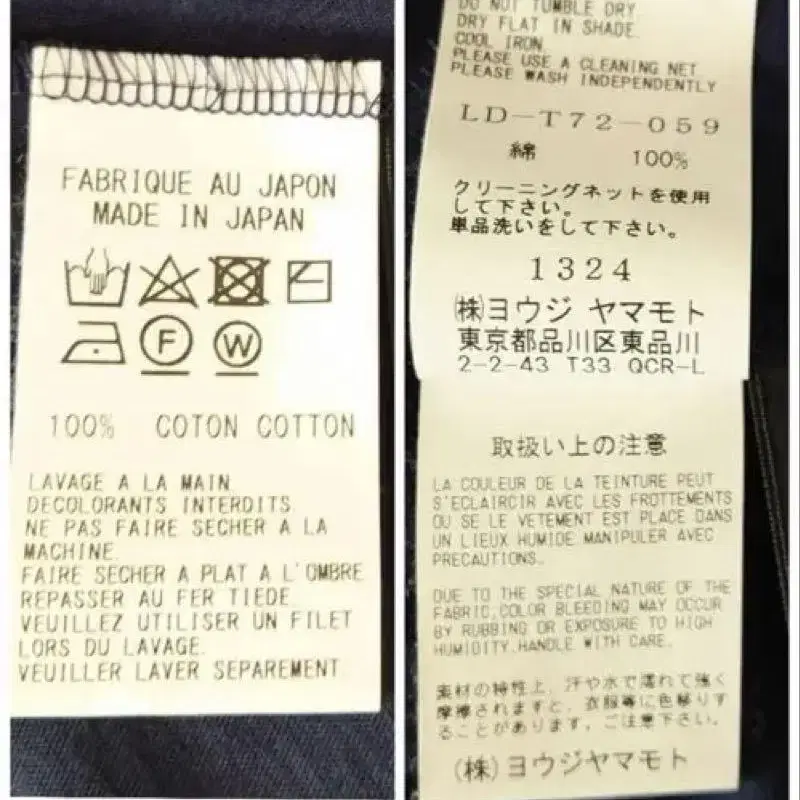 FABRIQUE AU JAPON
MADE IN JAPAN
F
W
100% COTON COTTON
LAVAGE A LA MAIN
DECOLORANTS INTERDITS
NE PAS FAIRE SECHER A LA
MACHINE.
FAIRE SECHER A PLAT A L'OMBRE
REPASSER AU FER TIEDE
VEUILLEZ UTILISER UN FILET
LORS DU LAVAGE.
VEUILLER LAVER SEPAREMENT.
DO NOT TUMBLE DRY
DRY FLAT IN SHADE.
COOL IRON.
PLEASE USE A CLEANING NET
PLEASE WASH INDEPENDENTLY
LD-T72-059
綿 100%
クリーニングネットを使用
して下さい。
単品洗いをして下さい。
1324
㈱ヨウジ ヤマモト
東京都品川区東品川
2-2-43 T33 QCR-L
取扱い上の注意
LA COULEUR DE LA TEINTURE PEUT
S'ECLAIRCIR AVEC LES FROTTEMENTS
OU SE LE VETEMENT EST PLACE DANS
UN LIEUX HUMIDE MANIPULER AVEC
PRECAUTIONS.
DUE TO THE SPECIAL NATURE OF THE
FABRIC,COLOR BLEEDING MAY OCCUR
BY RUBBING OR EXPOSURE TO HIGH
HUMIDITY.HANDLE WITH CARE.
素材の特性上、汗や水で濡れて強く
摩擦されますと、衣服等に色移りす
ることがあります。ご注意下さい。
(株)ヨウジヤマモト